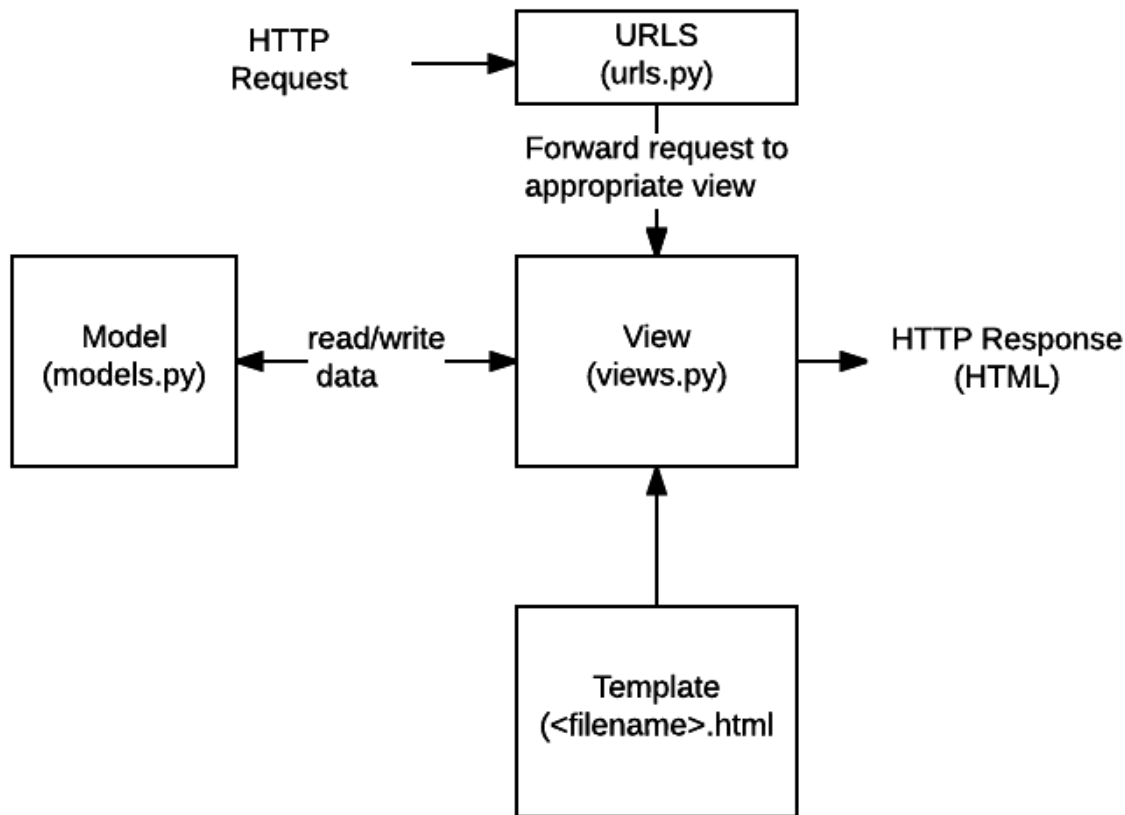 HTTP
Request
URLS
(urls.py)
Forward request to
appropriate view
Model
(models.py)
read/write
data
View
(views.py)
HTTP Response
(HTML)
Template
(<filename>.html